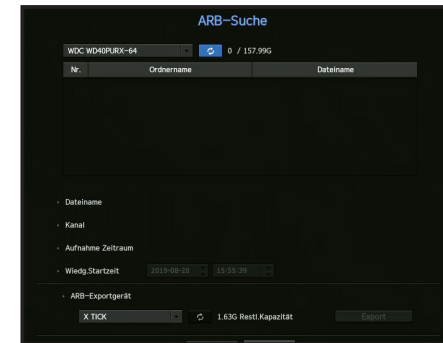 ARB-Suche
WDC WD40PURX-64 0 / 157.99G
Nr. Ordnername Dateiname
Dateiname
Kanal
Aufnahme Zeitraum
Wiedg.Startzeit 2019-08-20 15:55:39
ARB-Exportgerät
X TICK 1.63G Restl.Kapazität Export